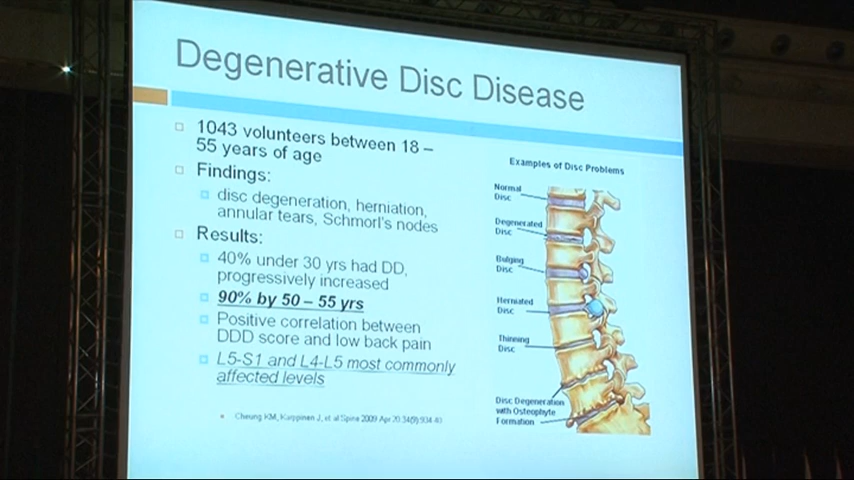 Degenerative Disc Disease
1043 volunteers between 18 –
55 years of age
Findings:
disc degeneration, herniation,
annular tears, Schmorl's nodes
Results:
40% under 30 yrs had DD,
progressively increased
90% by 50 – 55 yrs
Positive correlation between
DDD score and low back pain
L5-S1 and L4-L5 most commonly
affected levels
Cheung KM, Karppinen J, et al Spine 2009 Apr 20;34(9):934-40
Examples of Disc Problems
Normal
Disc
Degenerated
Disc
Bulging
Disc
Herniated
Disc
Thinning
Disc
Disc Degeneration
with Osteophyte
Formation